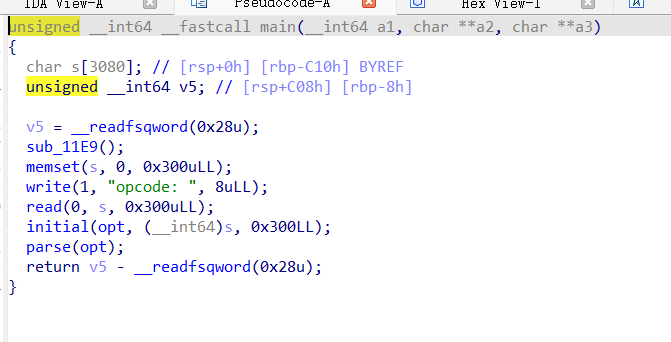 IDA View-A Pseudocode-A Hex View-1
unsigned __int64 __fastcall main(__int64 a1, char **a2, char **a3)
{
char s[3080]; // [rsp+0h] [rbp-C10h] BYREF
unsigned __int64 v5; // [rsp+C08h] [rbp-8h]
v5 = __readfsqword(0x28u);
sub_11E9();
memset(s, 0, 0x300uLL);
write(1, "opcode: ", 8uLL);
read(0, s, 0x300uLL);
initial(opt, (__int64)s, 0x300LL);
parse(opt);
return v5 - __readfsqword(0x28u);
}